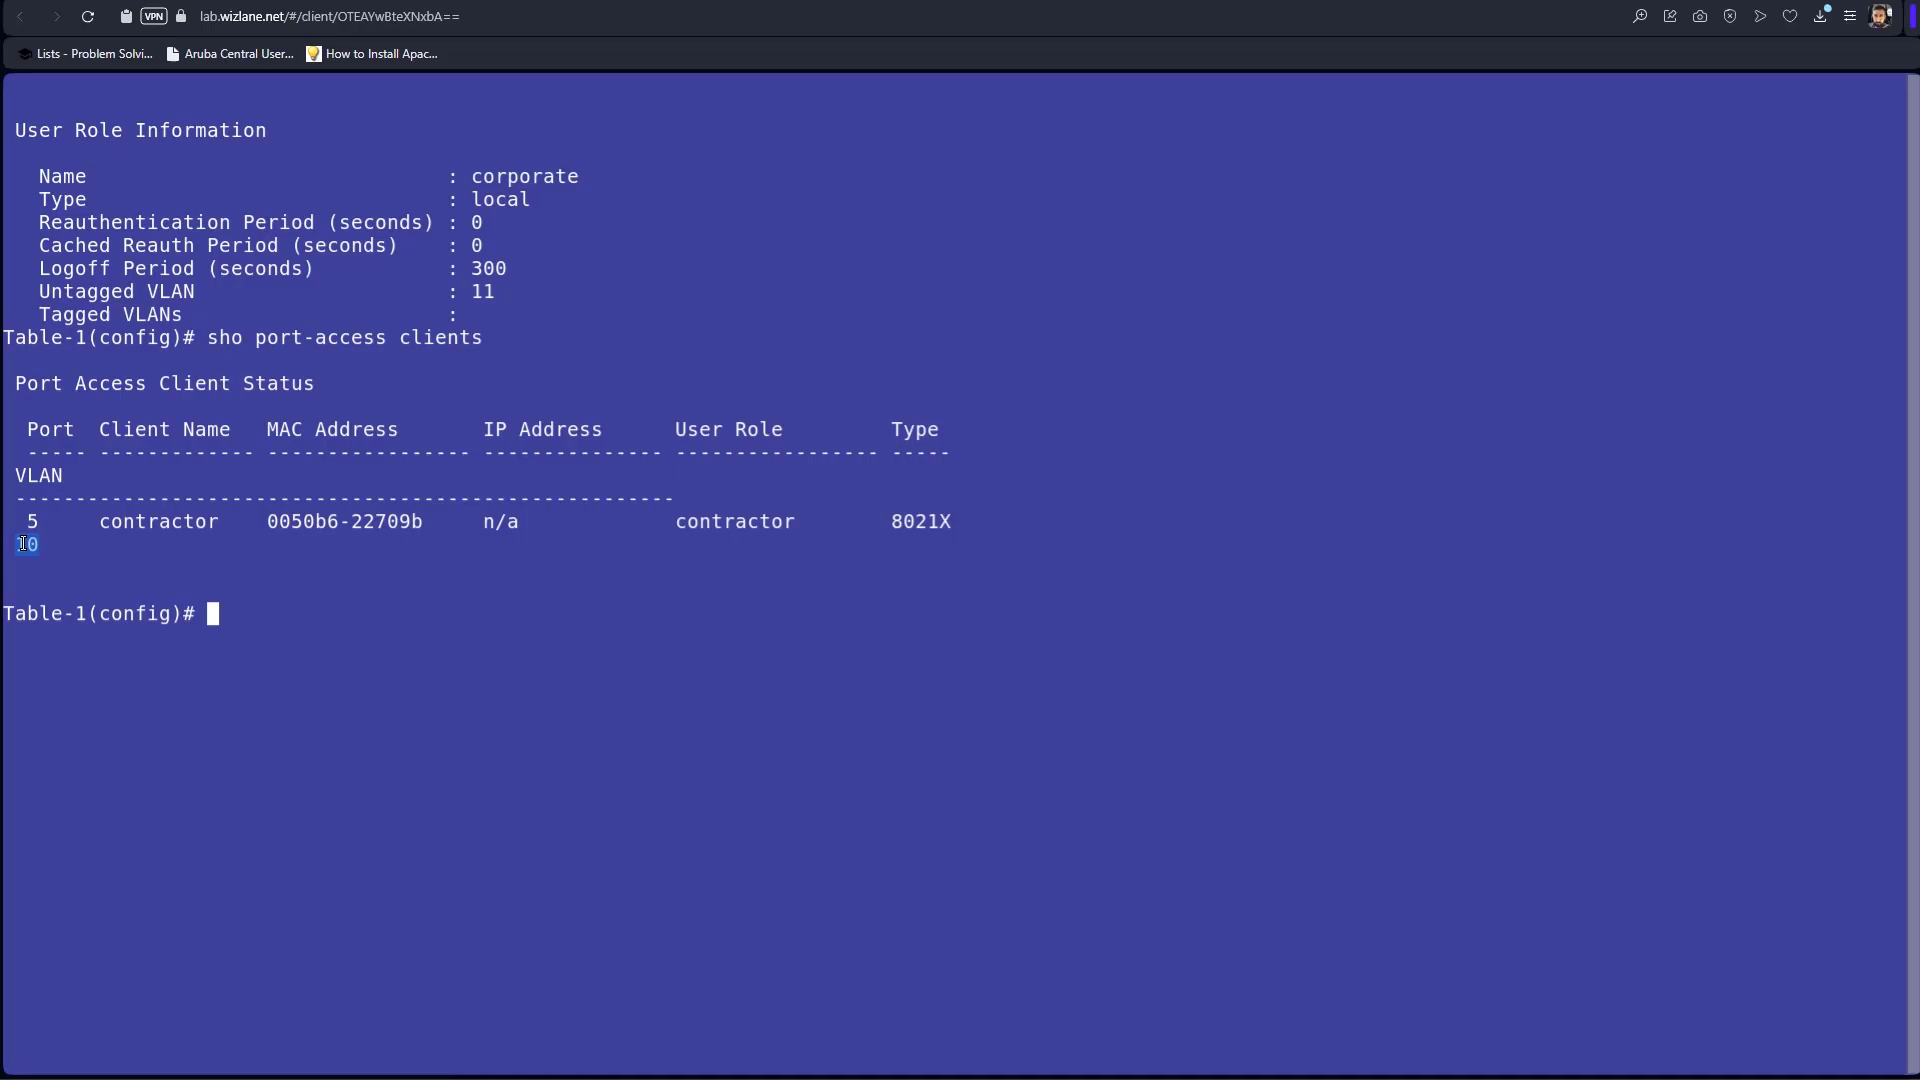 VPN
lab.wizlane.net/#/client/OTEAYwBteXNxbA==
Lists - Problem Solvi...
Aruba Central User...
How to Install Apac...
User Role Information
Name : corporate
Type : local
Reauthentication Period (seconds) : 0
Cached Reauth Period (seconds) : 0
Logoff Period (seconds) : 300
Untagged VLAN : 11
Tagged VLANs :
Table-1(config)# sho port-access clients
Port Access Client Status
Port Client Name MAC Address IP Address User Role Type
----- ------------- ----------------- --------------- ----------------- -----
VLAN
-------------------------------------------------------
5 contractor 0050b6-22709b n/a contractor 8021X
10
Table-1(config)#